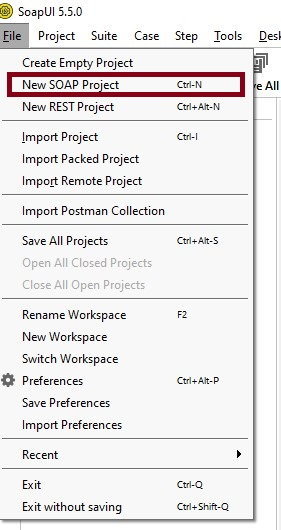 SoapUI 5.5.0
File Project Suite Case Step Tools Des
Create Empty Project
New SOAP Project Ctrl-N
ve All
New REST Project Ctrl+Alt-N
Import Project Ctrl-I
Import Packed Project
Import Remote Project
Import Postman Collection
Save All Projects Ctrl+Alt-S
Open All Closed Projects
Close All Open Projects
Rename Workspace F2
New Workspace
Switch Workspace
Preferences Ctrl+Alt-P
Save Preferences
Import Preferences
Recent
Exit Ctrl-Q
Exit without saving Ctrl+Shift-Q